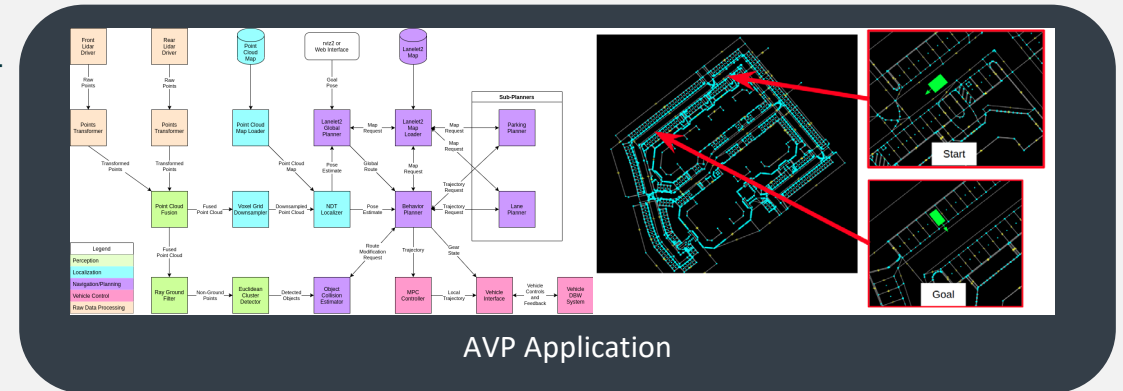 Front
Lidar
Driver
Rear
Lidar
Driver
Point
Cloud
Map
rviz2 or
Web Interface
Lanelet2
Map
Raw
Points
Raw
Points
Goal
Pose
Sub-Planners
Points
Transformer
Points
Transformer
Point Cloud
Map Loader
Lanelet2
Global
Planner
Map
Request
Lanelet2
Map
Loader
Map
Request
Parking
Planner
Map
Request
Transformed
Points
Transformed
Points
Point Cloud
Map
Pose
Estimate
Global
Route
Map
Request
Trajectory
Request
Point Cloud
Fusion
Fused
Point Cloud
Voxel Grid
Downsampler
Downsampled
Point Cloud
NDT
Localizer
Pose
Estimate
Behavior
Planner
Trajectory
Request
Lane
Planner
Fused
Point Cloud
Route
Modification
Request
Trajectory
Gear
State
Legend
Perception
Localization
Navigation/Planning
Vehicle Control
Raw Data Processing
Ray Ground
Filter
Non-Ground
Points
Euclidean
Cluster
Detector
Detected
Objects
Object
Collision
Estimator
MPC
Controller
Local
Trajectory
Vehicle
Interface
Vehicle
Controls
and
Feedback
Vehicle
DBW
System
Start
Goal
AVP Application